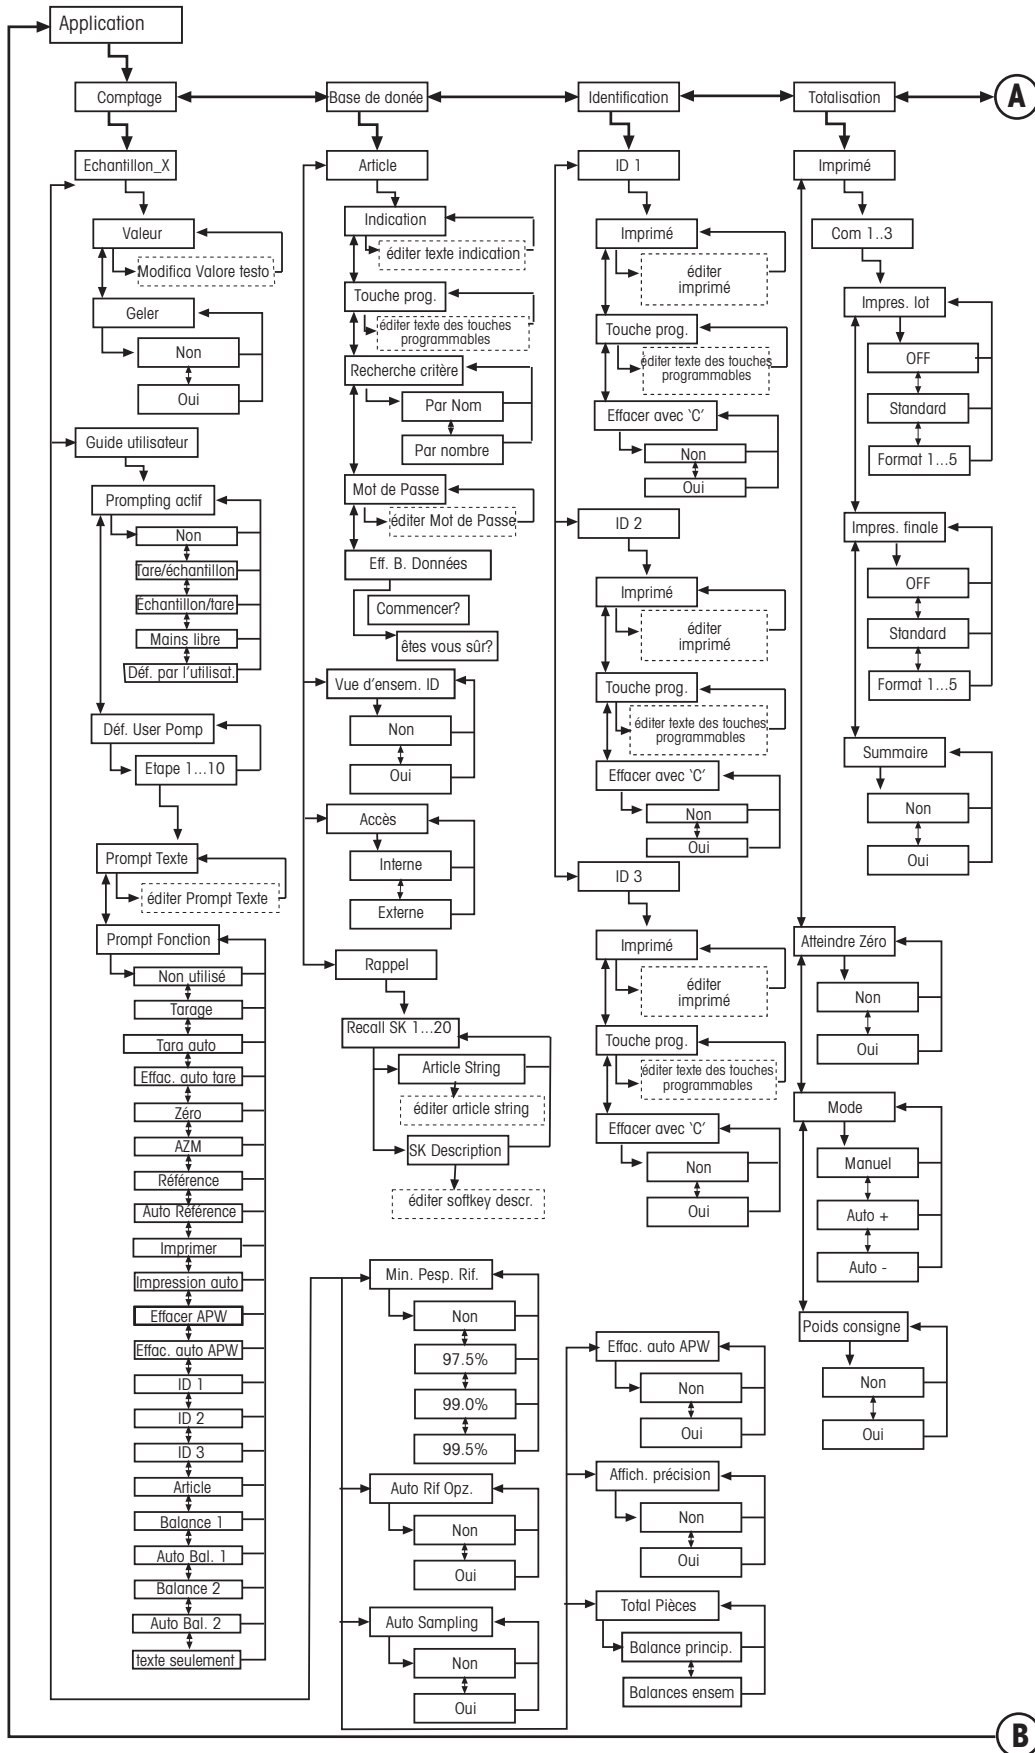 Application
Comptage
Base de donée
Identification
Totalisation
A
Echantillon_X
Valeur
Modifica Valore testo
Geler
Non
Oui
Guide utilisateur
Prompting actif
Non
Tare/échantillon
Échantillon/tare
Mains libre
Déf. par l'utilisat.
Déf. User Pomp
Etape 1...10
Prompt Texte
éditer Prompt Texte
Prompt Fonction
Non utilisé
Tarage
Tara auto
Effac. auto tare
Zéro
AZM
Référence
Auto Référence
Imprimer
Impression auto
Effacer APW
Effac. auto APW
ID 1
ID 2
ID 3
Article
Balance 1
Auto Bal. 1
Balance 2
Auto Bal. 2
texte seulement
Article
Indication
éditer texte indication
Touche prog.
éditer texte des touches
programmables
Recherche critère
Par Nom
Par nombre
Mot de Passe
éditer Mot de Passe
Eff. B. Données
Commencer?
êtes vous sûr?
Vue d'ensem. ID
Non
Oui
Accès
Interne
Externe
Rappel
Recall SK 1...20
Article String
éditer article string
SK Description
éditer softkey descr.
Min. Pesp. Rif.
Non
97.5%
99.0%
99.5%
Auto Rif Opz.
Non
Oui
Auto Sampling
Non
Oui
ID 1
Imprimé
éditer
imprimé
Touche prog.
éditer texte des touches
programmables
Effacer avec ‘C’
Non
Oui
ID 2
Imprimé
éditer
imprimé
Touche prog.
éditer texte des touches
programmables
Effacer avec ‘C’
Non
Oui
ID 3
Imprimé
éditer
imprimé
Touche prog.
éditer texte des touches
programmables
Effacer avec ‘C’
Non
Oui
Effac. auto APW
Non
Oui
Affich. précision
Non
Oui
Total Pièces
Balance princip.
Balances ensem
Imprimé
Com 1..3
Impres. lot
OFF
Standard
Format 1...5
Impres. finale
OFF
Standard
Format 1...5
Summaire
Non
Oui
Atteindre Zéro
Non
Oui
Mode
Manuel
Auto +
Auto -
Poids consigne
Non
Oui
B